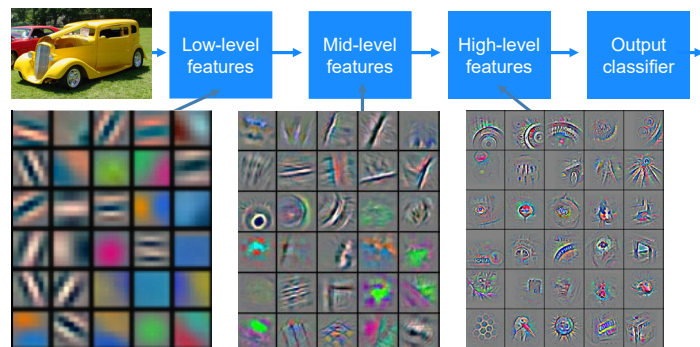 Low-level
features
Mid-level
features
High-level
features
Output
classifier